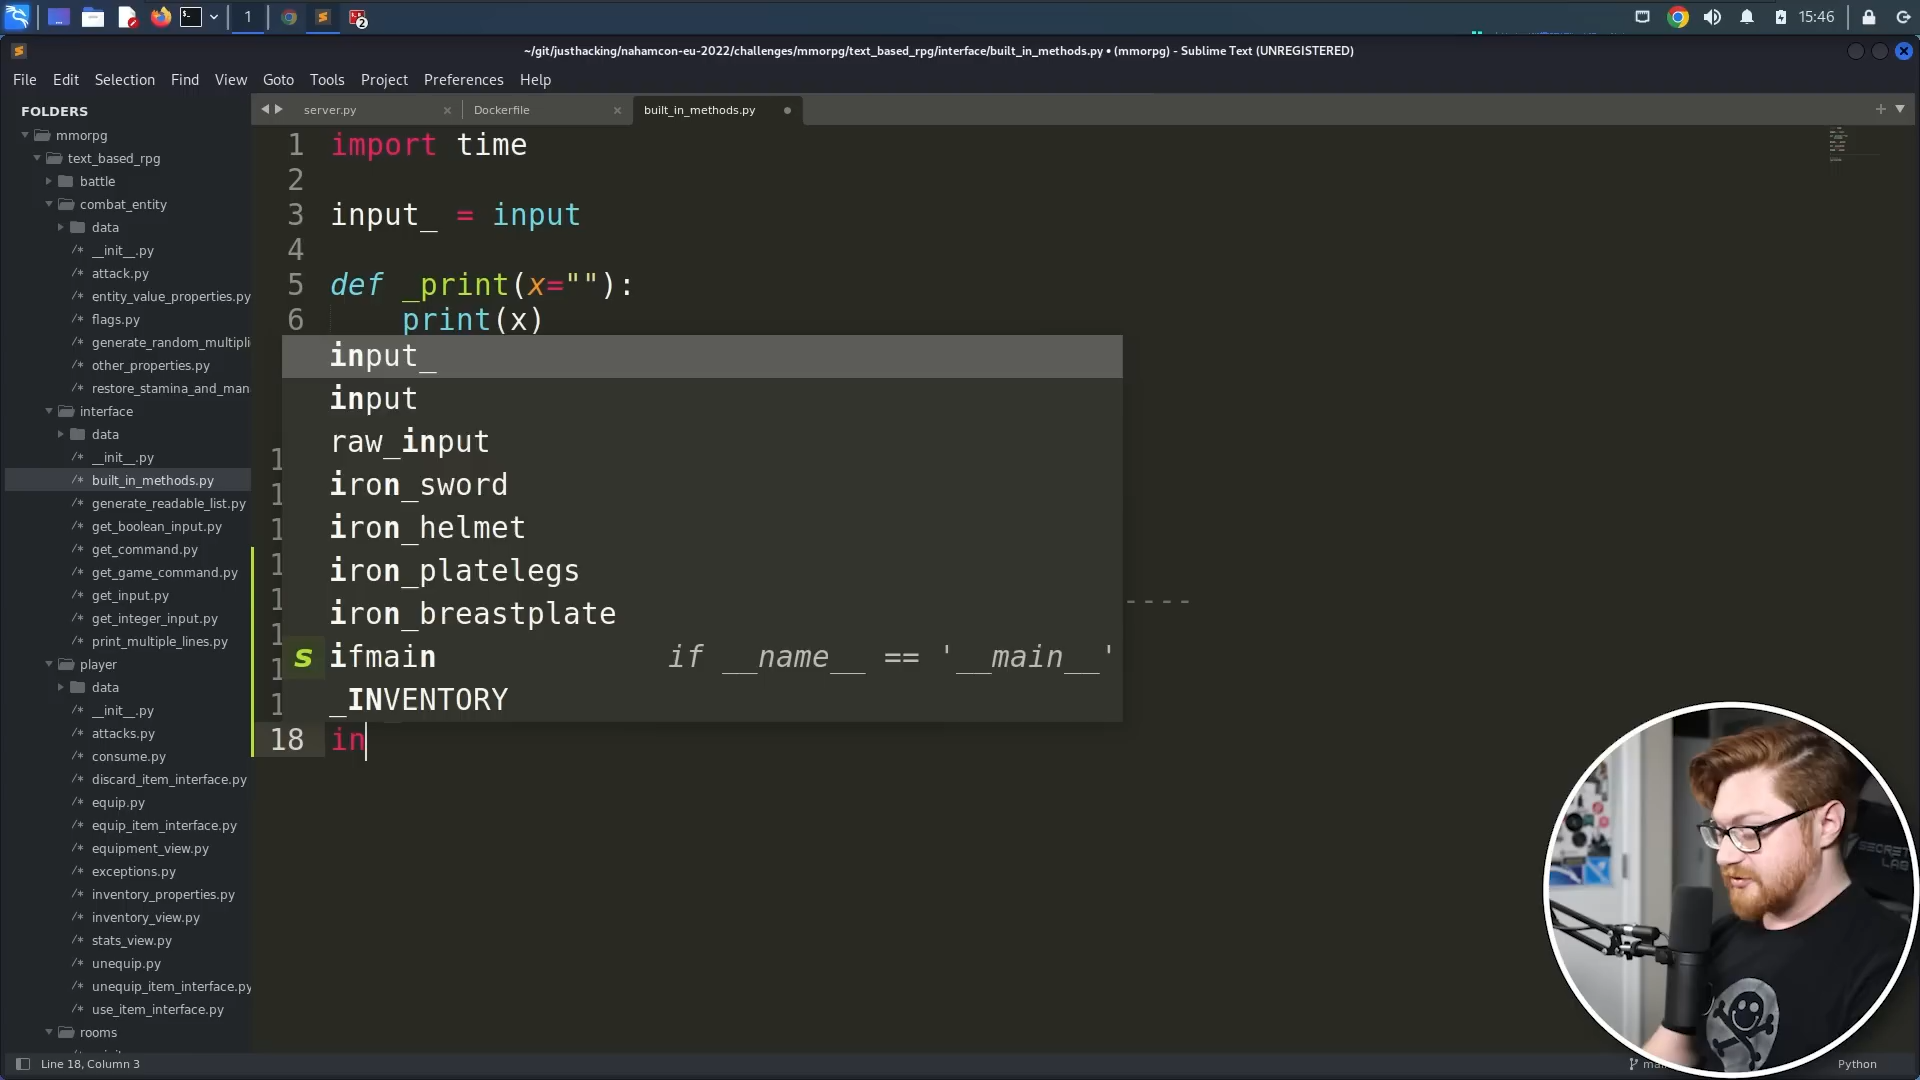 1
2
15:46
~/git/justhacking/nahamcon-eu-2022/challenges/mmorpg/text_based_rpg/interface/built_in_methods.py • (mmorpg) - Sublime Text (UNREGISTERED)
File Edit Selection Find View Goto Tools Project Preferences Help
FOLDERS
mmorpg
text_based_rpg
battle
combat_entity
data
/* __init__.py
/* attack.py
/* entity_value_properties.py
/* flags.py
/* generate_random_multipli
/* other_properties.py
/* restore_stamina_and_man
interface
data
/* __init__.py
/* built_in_methods.py
/* generate_readable_list.py
/* get_boolean_input.py
/* get_command.py
/* get_game_command.py
/* get_input.py
/* get_integer_input.py
/* print_multiple_lines.py
player
data
/* __init__.py
/* attacks.py
/* consume.py
/* discard_item_interface.py
/* equip.py
/* equip_item_interface.py
/* equipment_view.py
/* exceptions.py
/* inventory_properties.py
/* inventory_view.py
/* stats_view.py
/* unequip.py
/* unequip_item_interface.py
/* use_item_interface.py
rooms
server.py
Dockerfile
built_in_methods.py
1 import time
2
3 input_ = input
4
5 def _print(x=""):
6 print(x)
input_
input
raw_input
iron_sword
iron_helmet
iron_platelegs
iron_breastplate
----
s ifmain if __name__ == '__main__'
_INVENTORY
18 in
SECRET
LAB
Line 18, Column 3
Python